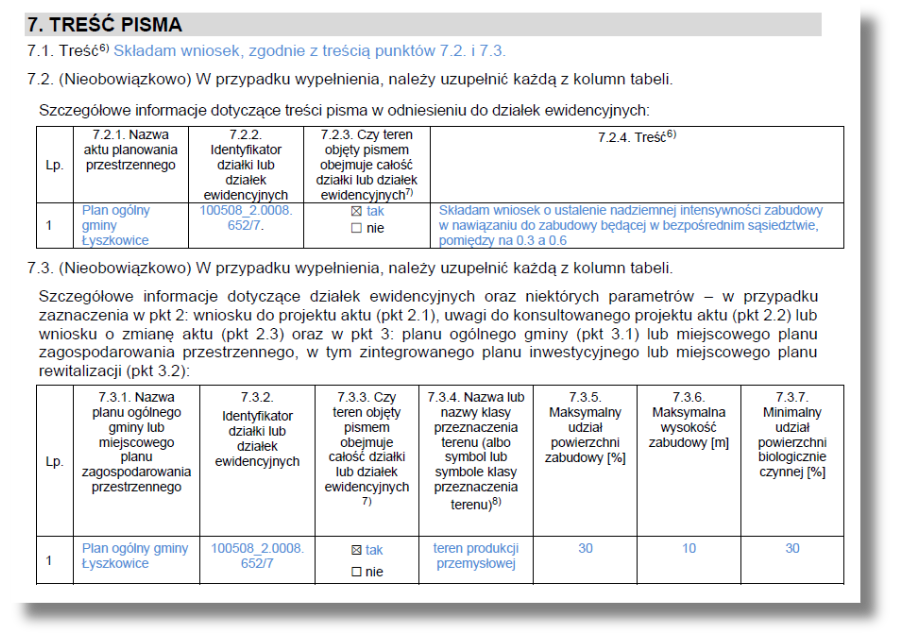 7. TREŚĆ PISMA
7.1. Treść6) Składam wniosek, zgodnie z treścią punktów 7.2. i 7.3.
7.2. (Nieobowiązkowo) W przypadku wypełnienia, należy uzupełnić każdą z kolumn tabeli.
Szczegółowe informacje dotyczące treści pisma w odniesieniu do działek ewidencyjnych:
Lp.
7.2.1. Nazwa
aktu planowania
przestrzennego
7.2.2.
Identyfikator
działki lub
działek
ewidencyjnych
7.2.3. Czy teren
objęty pismem
obejmuje całość
działki lub działek
ewidencyjnych7)
7.2.4. Treść6)
1
Plan ogólny
gminy
Łyszkowice
100508_2.0008.
652/7.
☒ tak
☐ nie
Składam wniosek o ustalenie nadziemnej intensywności zabudowy
w nawiązaniu do zabudowy będącej w bezpośrednim sąsiedztwie,
pomiędzy na 0.3 a 0.6
7.3. (Nieobowiązkowo) W przypadku wypełnienia, należy uzupełnić każdą z kolumn tabeli.
Szczegółowe informacje dotyczące działek ewidencyjnych oraz niektórych parametrów – w przypadku
zaznaczenia w pkt 2: wniosku do projektu aktu (pkt 2.1), uwagi do konsultowanego projektu aktu (pkt 2.2) lub
wniosku o zmianę aktu (pkt 2.3) oraz w pkt 3: planu ogólnego gminy (pkt 3.1) lub miejscowego planu
zagospodarowania przestrzennego, w tym zintegrowanego planu inwestycyjnego lub miejscowego planu
rewitalizacji (pkt 3.2):
Lp.
7.3.1. Nazwa
planu ogólnego
gminy lub
miejscowego
planu
zagospodarowania
przestrzennego
7.3.2.
Identyfikator
działki lub
działek
ewidencyjnych
7.3.3. Czy
teren objęty
pismem
obejmuje
całość działki
lub działek
ewidencyjnych
7)
7.3.4. Nazwa lub
nazwy klasy
przeznaczenia
terenu (albo
symbol lub
symbole klasy
przeznaczenia
terenu)8)
7.3.5.
Maksymalny
udział
powierzchni
zabudowy [%]
7.3.6.
Maksymalna
wysokość
zabudowy [m]
7.3.7.
Minimalny
udział
powierzchni
biologicznie
czynnej [%]
1
Plan ogólny gminy
Łyszkowice
100508_2.0008.
652/7
☒ tak
☐ nie
teren produkcji
przemysłowej
30
10
30